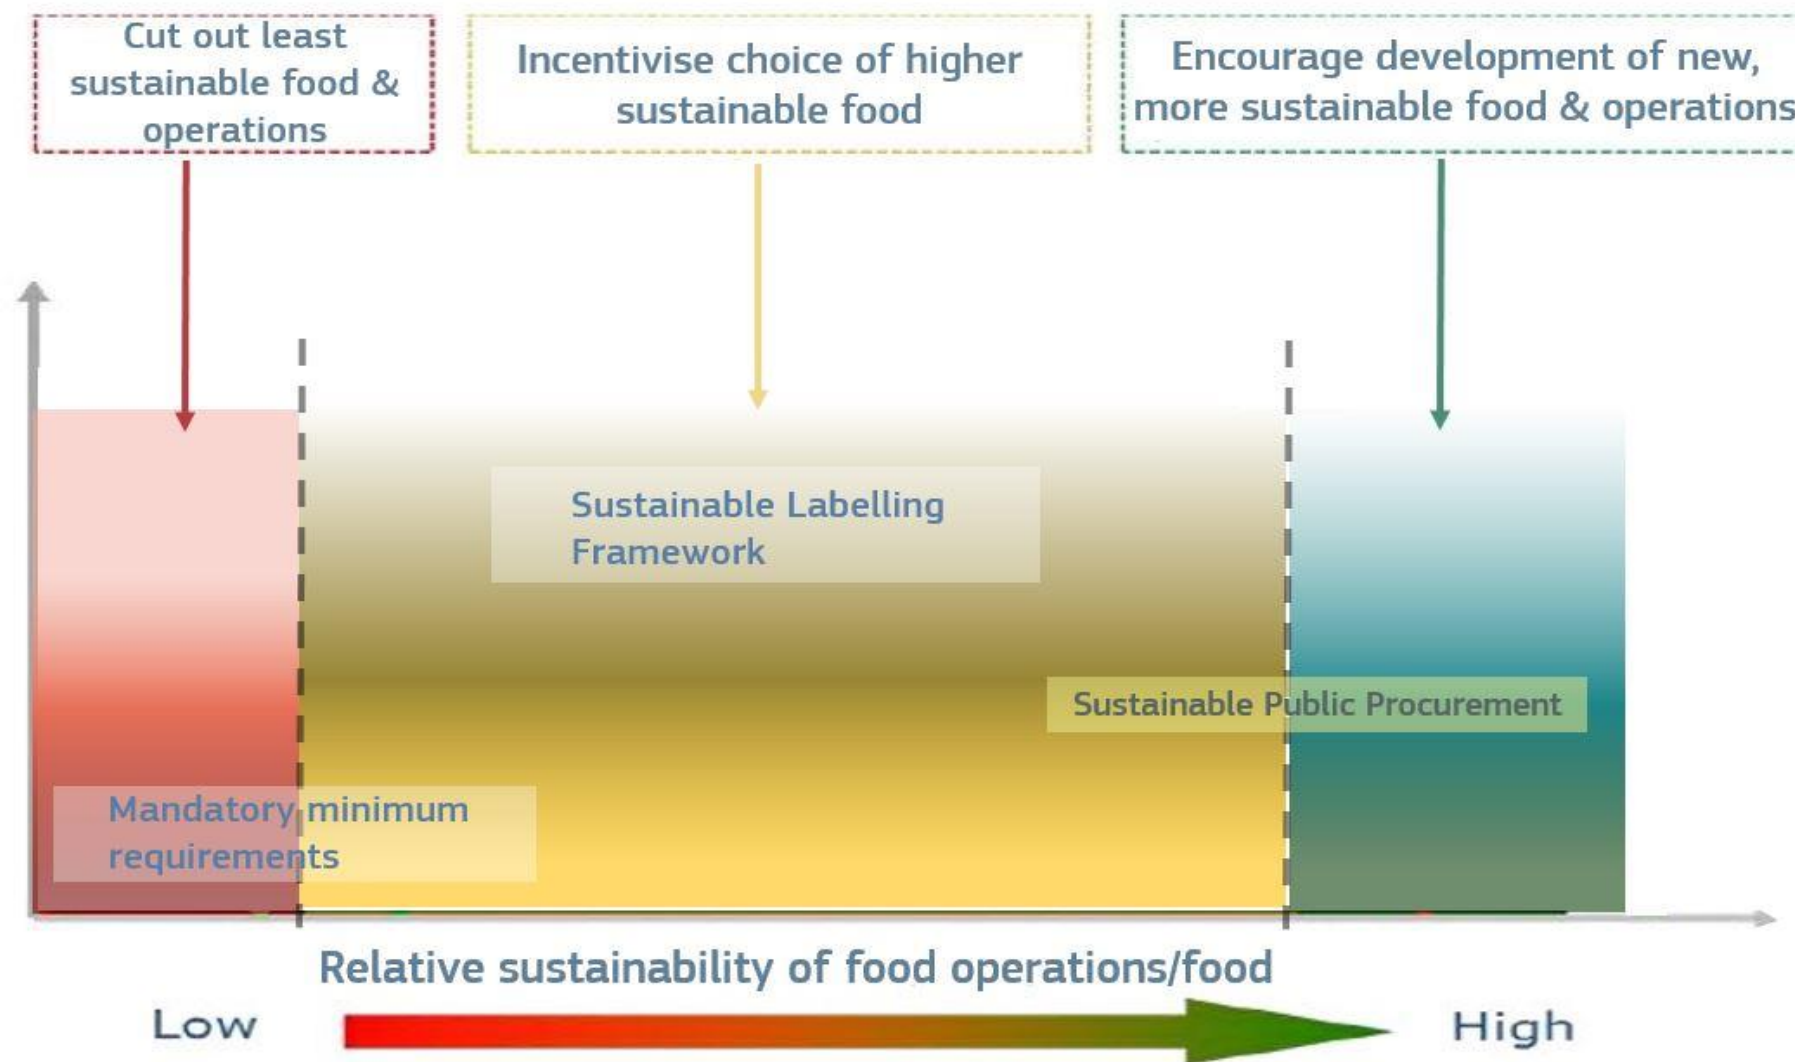 Cut out least
sustainable food &
operations
Incentivise choice of higher
sustainable food
Encourage development of new,
more sustainable food & operations
Sustainable Labelling
Framework
Sustainable Public Procurement
Mandatory minimum
requirements
Relative sustainability of food operations/food
Low
High